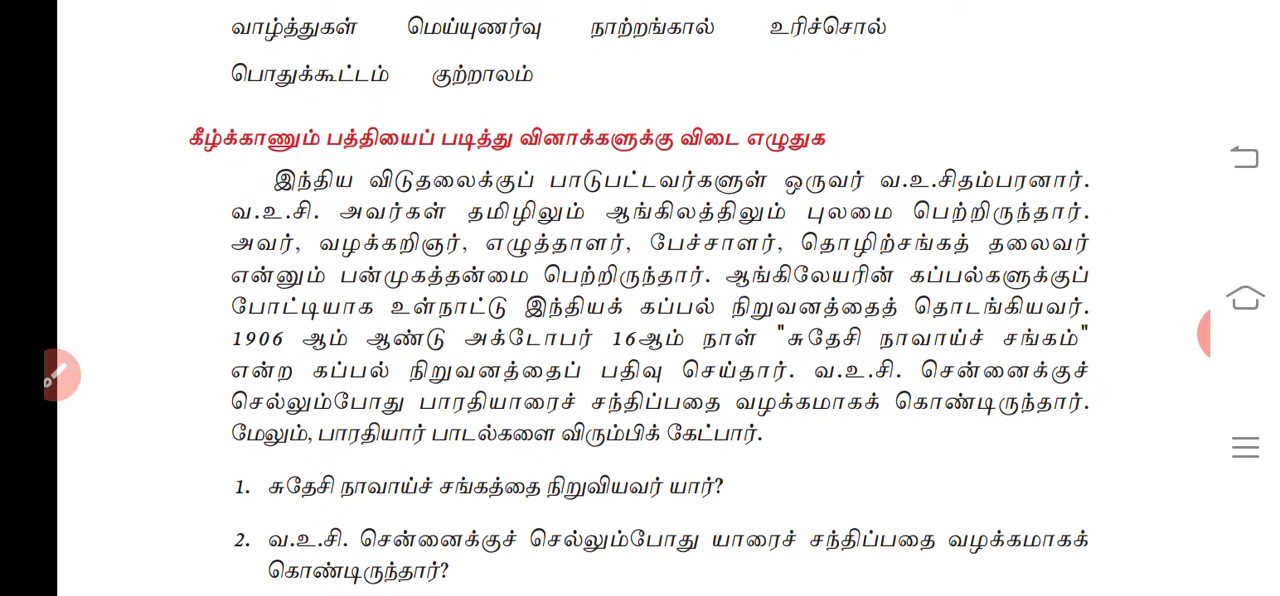 வாழ்த்துகள் மெய்யுணர்வு நாற்றங்கால் உரிச்சொல்
பொதுக்கூட்டம் குற்றாலம்
கீழ்க்காணும் பத்தியைப் படித்து வினாக்களுக்கு விடை எழுதுக
இந்திய விடுதலைக்குப் பாடுபட்டவர்களுள் ஒருவர் வ.உ.சிதம்பரனார்.
வ.உ.சி. அவர்கள் தமிழிலும் ஆங்கிலத்திலும் புலமை பெற்றிருந்தார்.
அவர், வழக்கறிஞர், எழுத்தாளர், பேச்சாளர், தொழிற்சங்கத் தலைவர்
என்னும் பன்முகத்தன்மை பெற்றிருந்தார். ஆங்கிலேயரின் கப்பல்களுக்குப்
போட்டியாக உள்நாட்டு இந்தியக் கப்பல் நிறுவனத்தைத் தொடங்கியவர்.
1906 ஆம் ஆண்டு அக்டோபர் 16ஆம் நாள் "சுதேசி நாவாய்ச் சங்கம்"
என்ற கப்பல் நிறுவனத்தைப் பதிவு செய்தார். வ.உ.சி. சென்னைக்குச்
செல்லும்போது பாரதியாரைச் சந்திப்பதை வழக்கமாகக் கொண்டிருந்தார்.
மேலும், பாரதியார் பாடல்களை விரும்பிக் கேட்பார்.
1. சுதேசி நாவாய்ச் சங்கத்தை நிறுவியவர் யார்?
2. வ.உ.சி. சென்னைக்குச் செல்லும்போது யாரைச் சந்திப்பதை வழக்கமாகக்
கொண்டிருந்தார்?